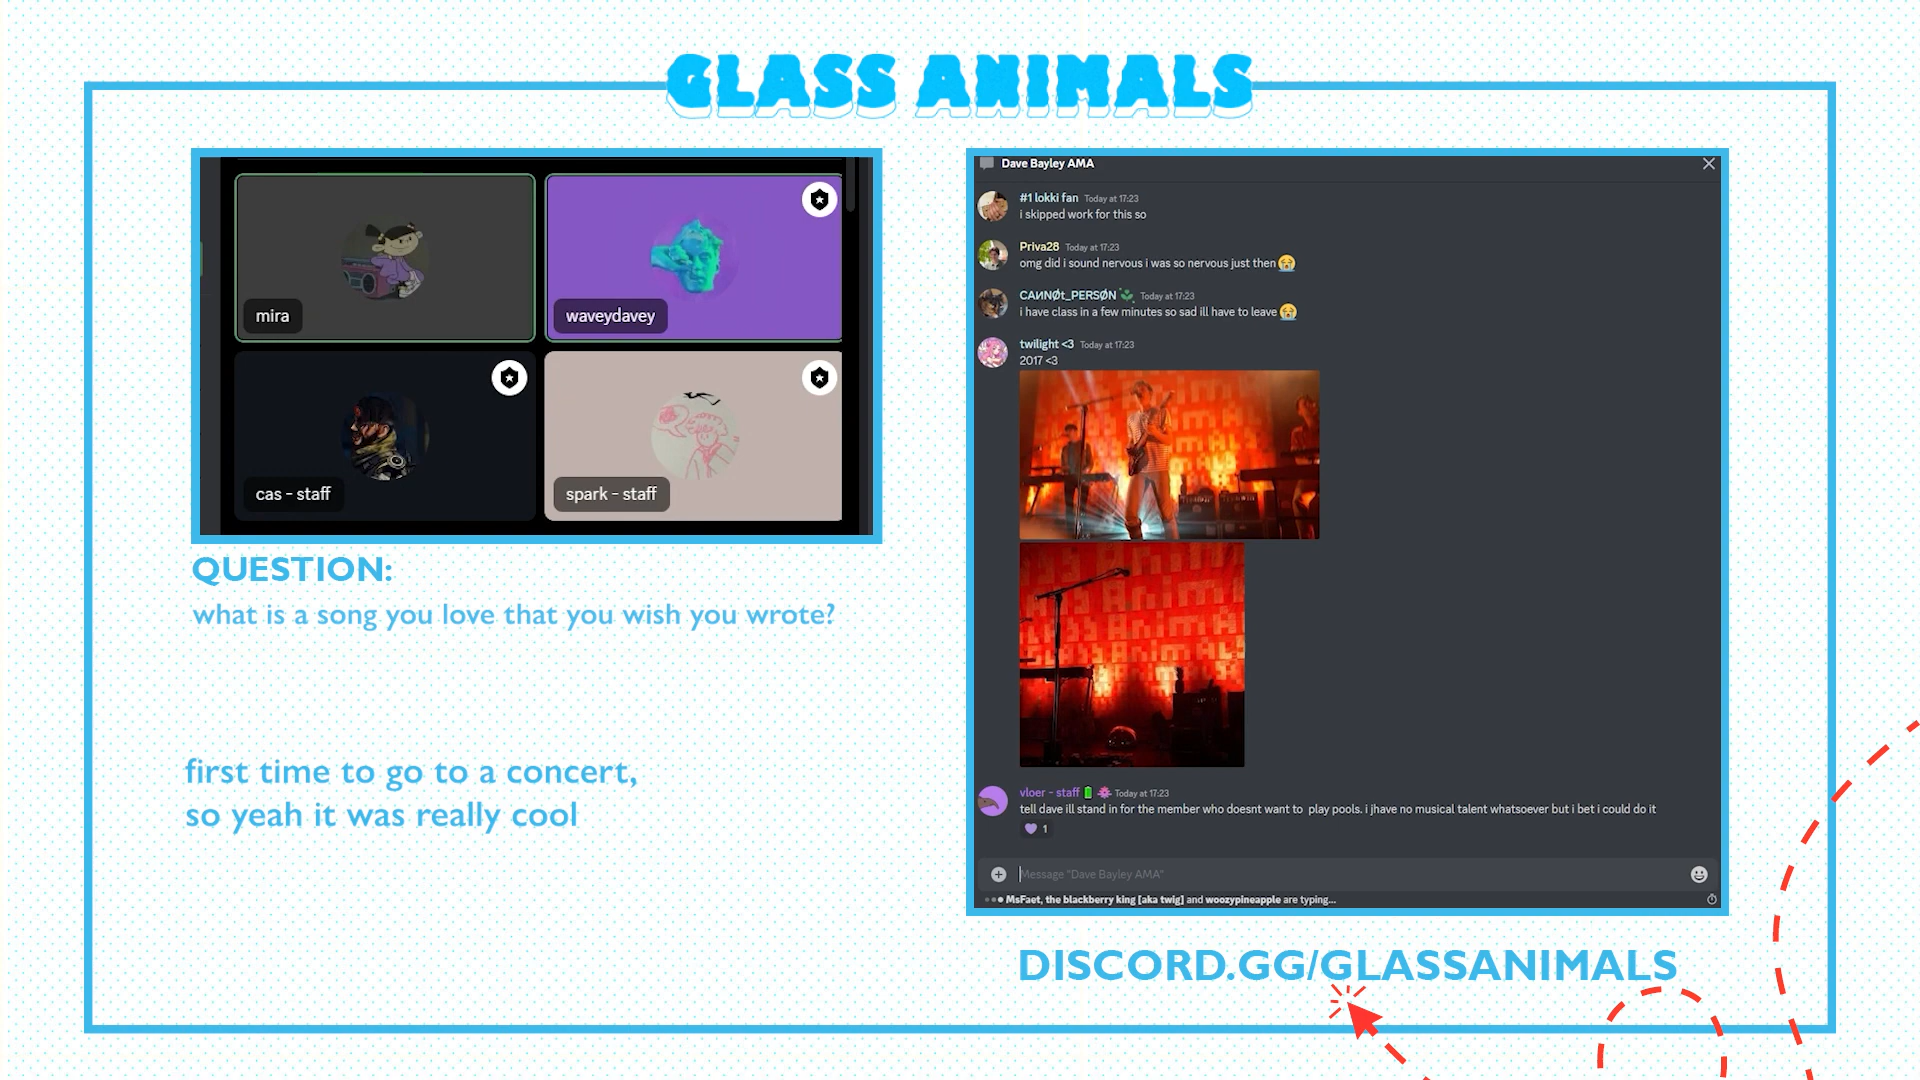 GLASS ANIMALS
mira
waveydavey
cas - staff
spark - staff
QUESTION:
what is a song you love that you wish you wrote?
first time to go to a concert,
so yeah it was really cool
Dave Bayley AMA
#1 lokki fan Today at 17:23
i skipped work for this so
Priva28 Today at 17:23
omg did i sound nervous i was so nervous just then 😭
CAИNØt_PERSØN Today at 17:23
i have class in a few minutes so sad ill have to leave 😭
twilight <3 Today at 17:23
2017 <3
vloer - staff Today at 17:23
tell dave ill stand in for the member who doesnt want to play pools. i jhave no musical talent whatsoever but i bet i could do it
1
Message "Dave Bayley AMA"
MsFaet, the blackberry king [aka twig] and woozypineapple are typing...
DISCORD.GG/GLASSANIMALS